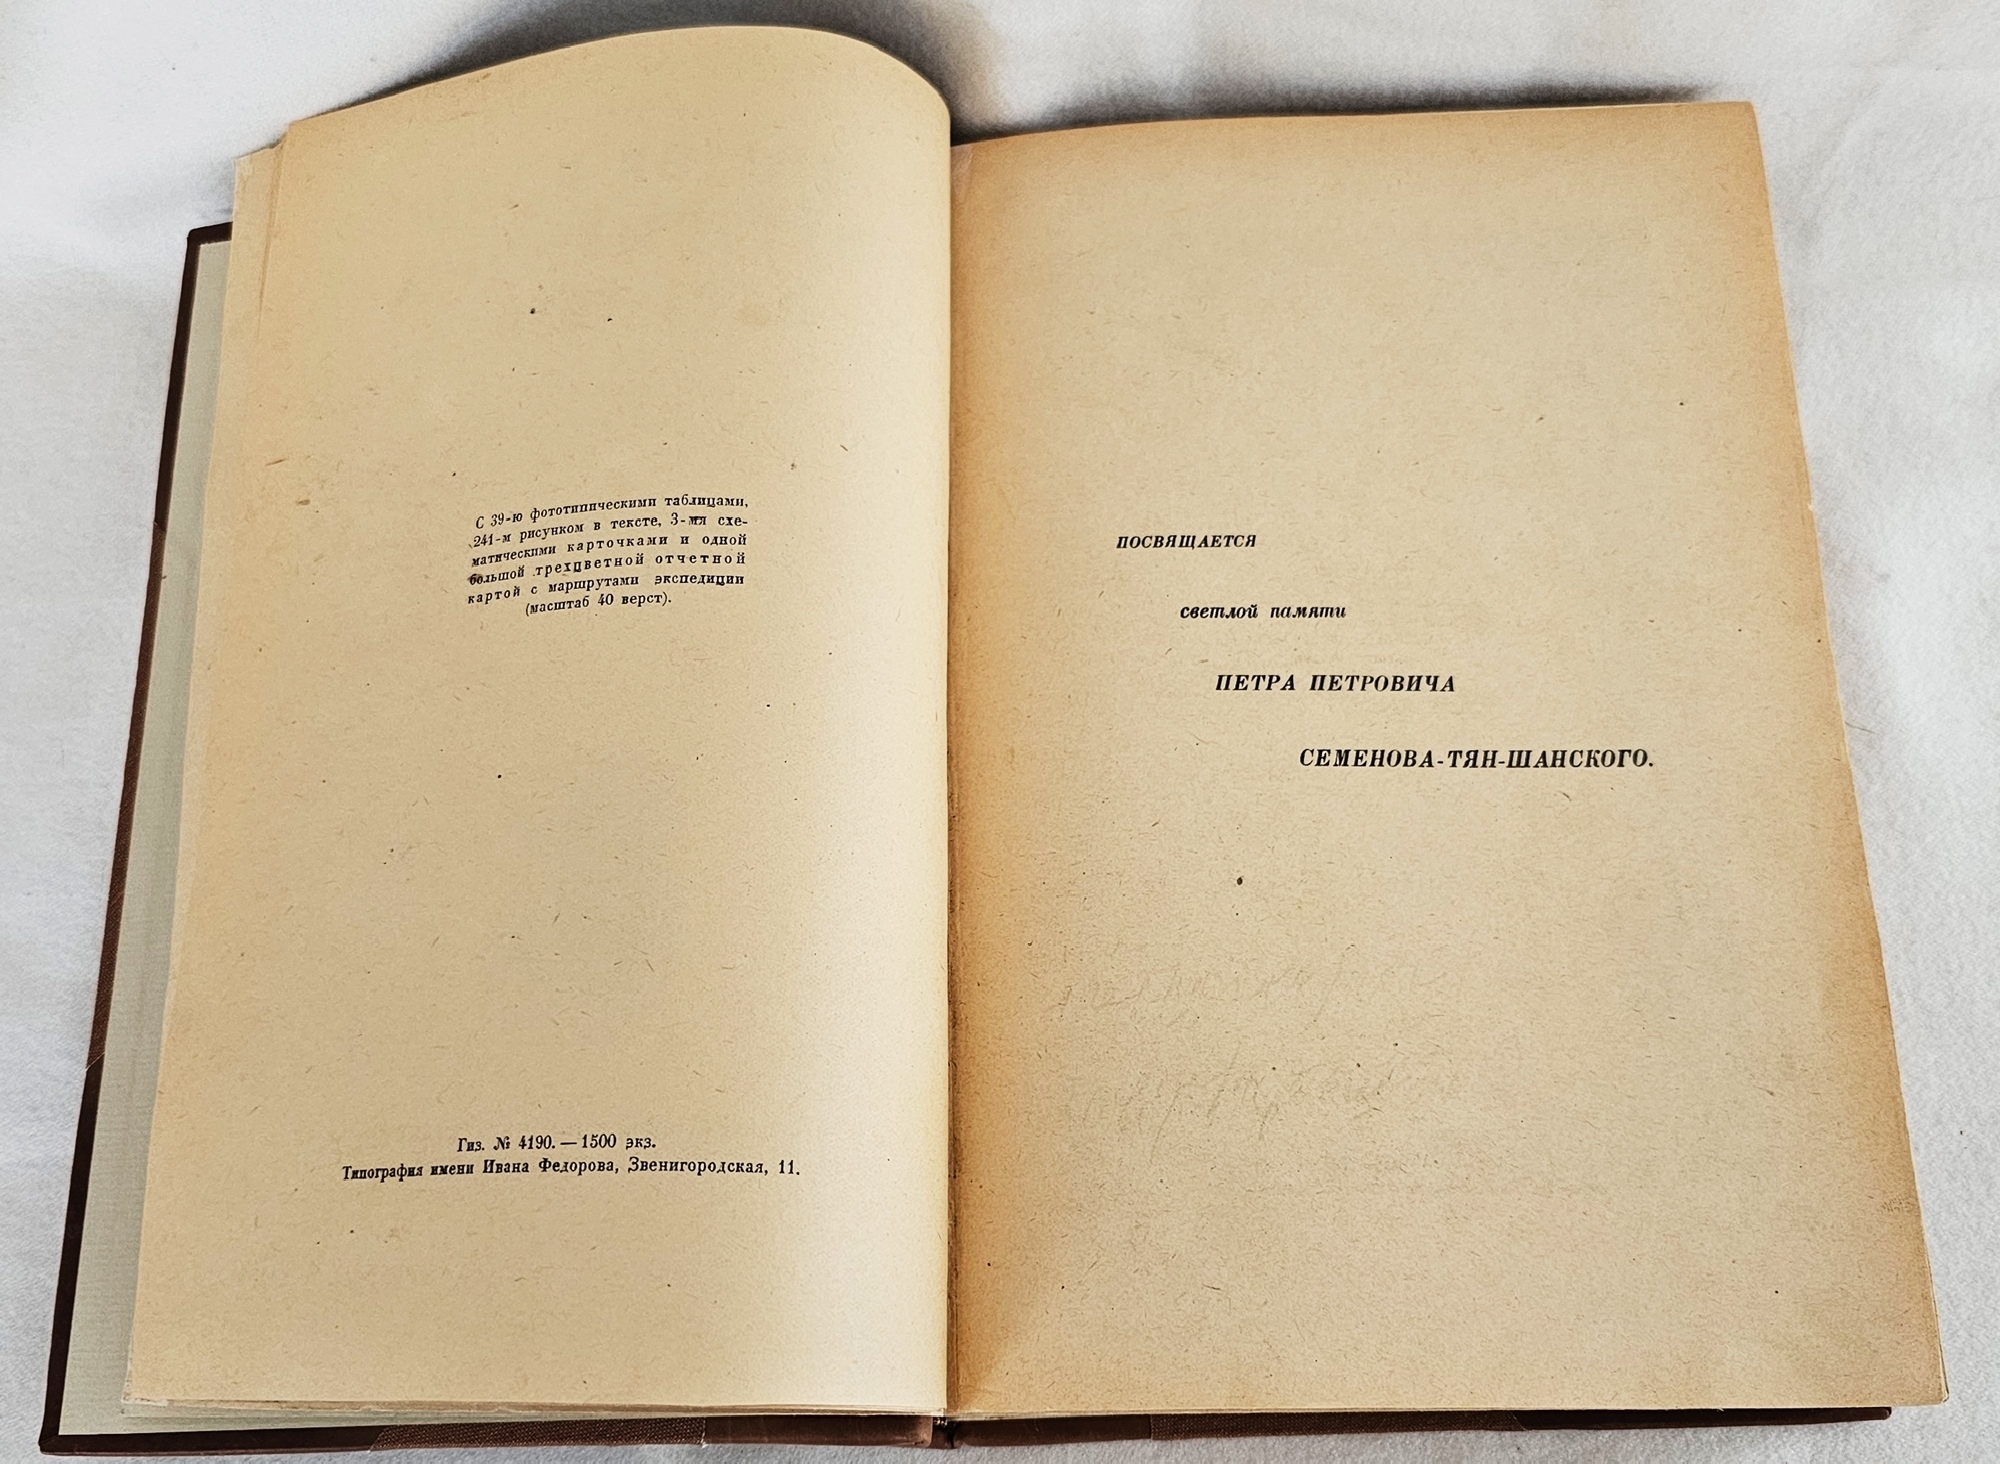 С 39-ю фототипическими таблицами,
241-м рисунком в тексте, 3-мя схе-
матическими карточками и одной
большой трехцветной отчетной
картой с маршрутами экспедиции
(масштаб 40 верст).
Гиз. № 4190. — 1500 экз.
Типография имени Ивана Федорова, Звенигородская, 11.
ПОСВЯЩАЕТСЯ
светлой памяти
ПЕТРА ПЕТРОВИЧА
СЕМЕНОВА-ТЯН-ШАНСКОГО.